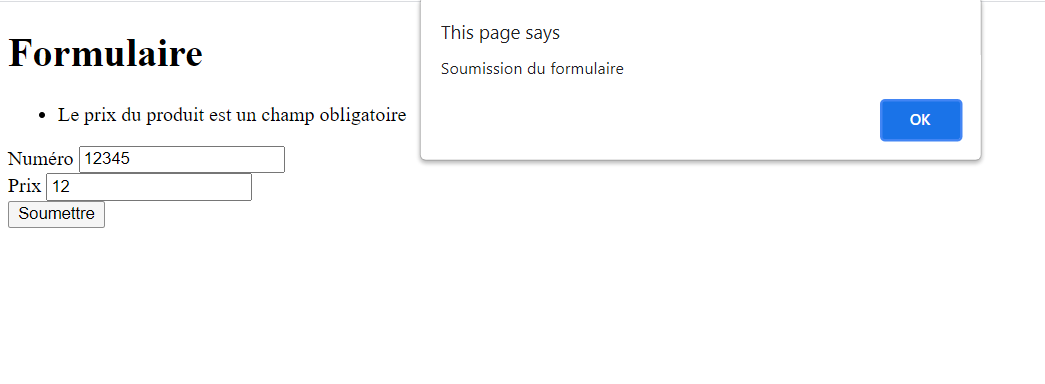 Formulaire
• Le prix du produit est un champ obligatoire
Numéro 12345
Prix 12
Soumettre
This page says
Soumission du formulaire
OK